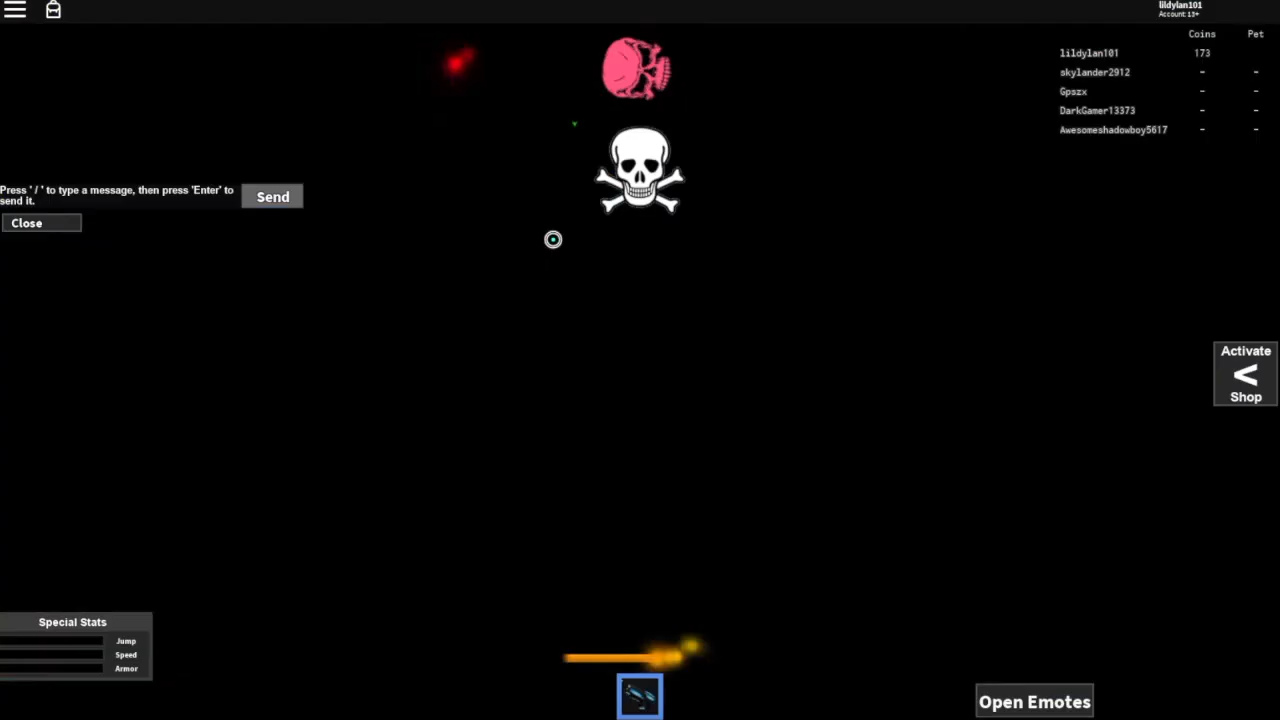 lildylan101
Account: 13+
Coins Pet
lildylan101 173
skylander2912 - -
Gpszx - -
DarkGamer13373 - -
Awesomeshadowboy5617 - -
Press ' / ' to type a message, then press 'Enter' to
send it.
Send
Close
Activate
<
Shop
Special Stats
Jump
Speed
Armor
Open Emotes